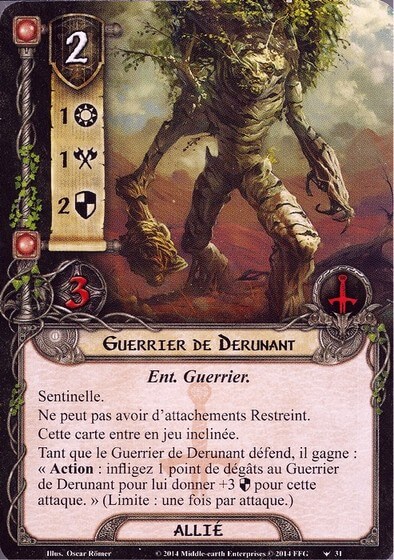 2
1
1
2
3
Guerrier de Derunant
Ent. Guerrier.
Sentinelle.
Ne peut pas avoir d'attachements Restreint.
Cette carte entre en jeu inclinée.
Tant que le Guerrier de Derunant défend, il gagne :
« Action : infligez 1 point de dégâts au Guerrier
de Derunant pour lui donner +3 pour cette
attaque. » (Limite : une fois par attaque.)
ALLIÉ
Illus. Oscar Römer
© 2014 Middle-earth Enterprises © 2014 FFG
31